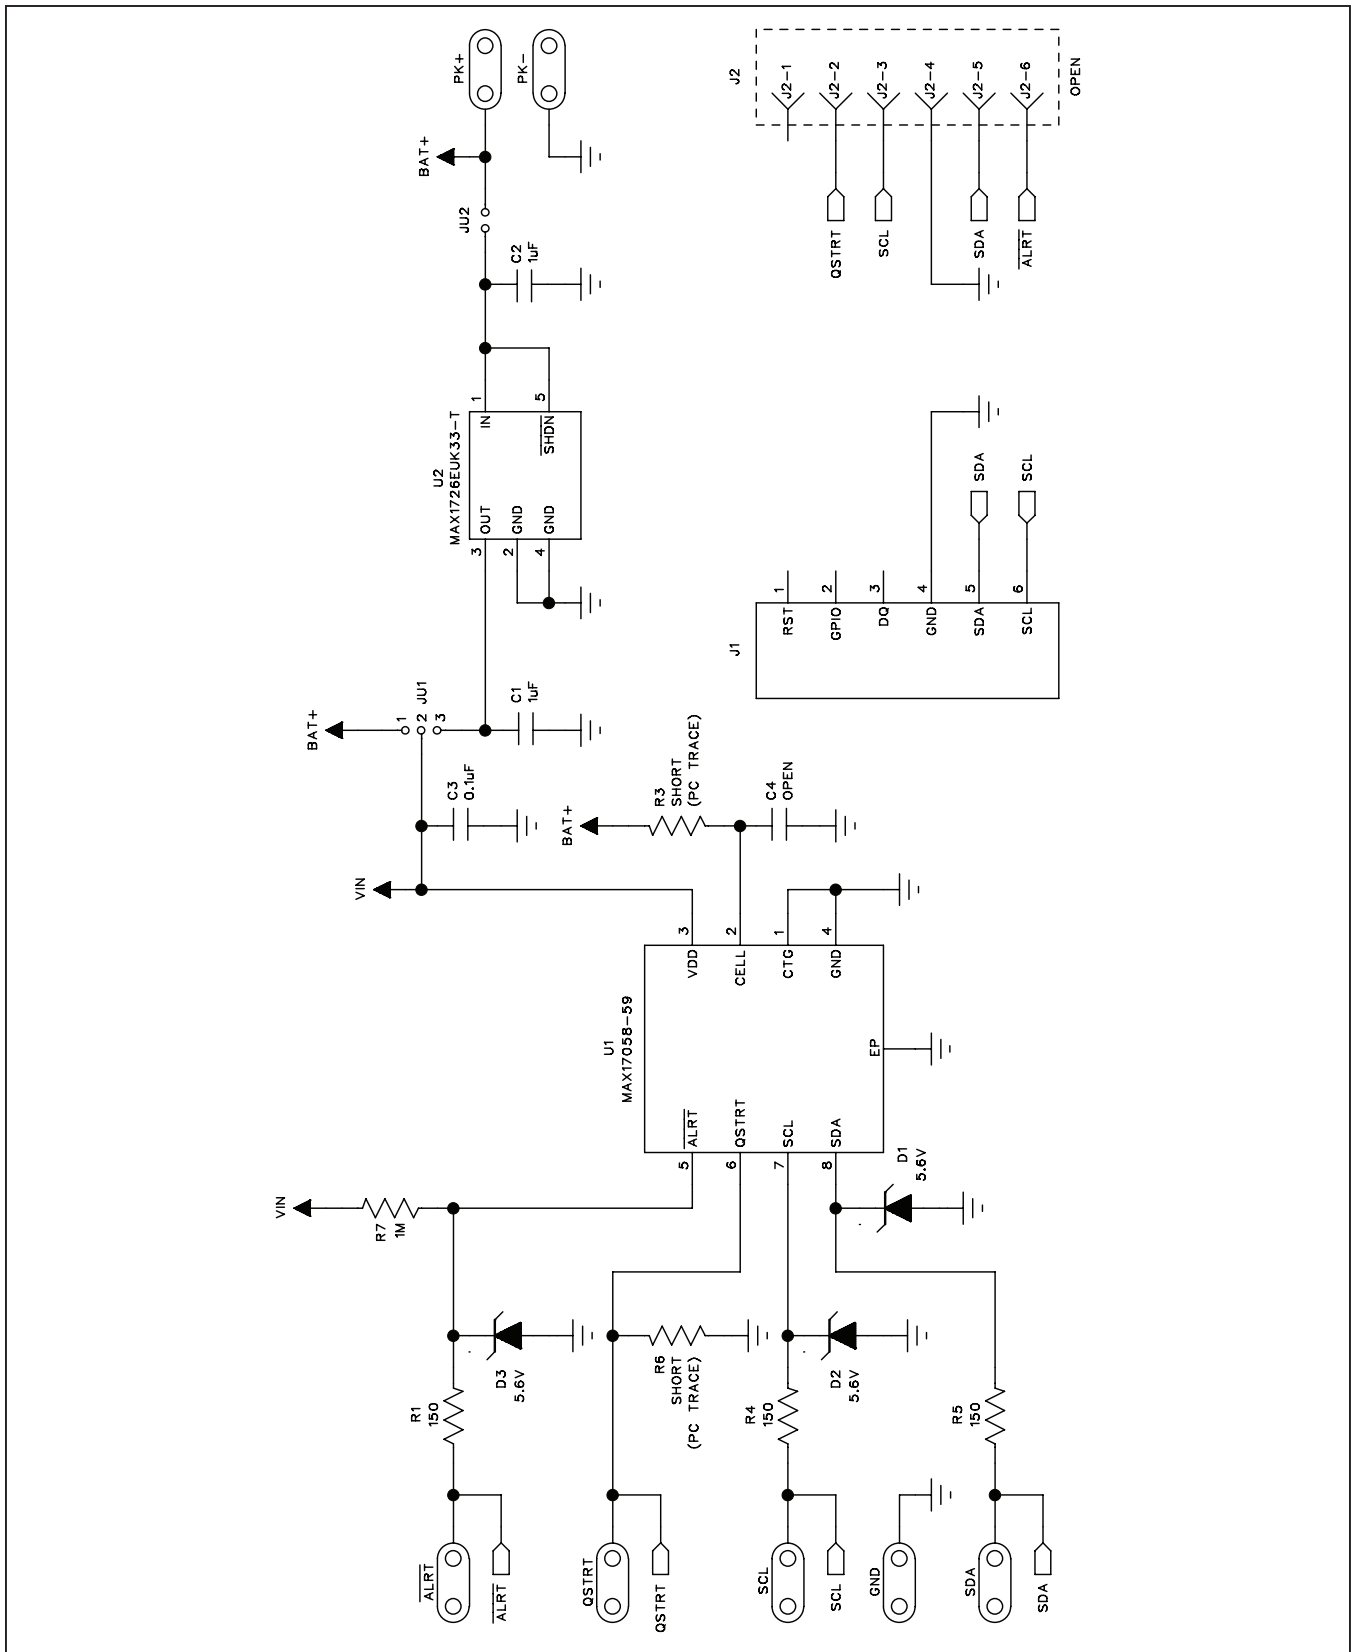 PK+
PK-
BAT+
JU2
C2
1uF
U2
MAX1726EUK33-T
IN
1
SHDN
5
OUT
3
GND
2
GND
4
BAT+
1
2
3
JU1
C1
1uF
C3
0.1uF
VIN
BAT+
R3
SHORT
(PC TRACE)
C4
OPEN
J2
OPEN
J2-1
J2-2
J2-3
J2-4
J2-5
J2-6
QSTRT
SCL
SDA
ALRT
J1
RST
1
GPIO
2
DQ
3
GND
4
SDA
5
SCL
6
SDA
SCL
U1
MAX17058-59
VDD
3
CELL
2
CTG
1
GND
4
EP
ALRT
5
QSTRT
6
SCL
7
SDA
8
D1
5.6V
VIN
R7
1M
D3
5.6V
R1
150
R6
SHORT
(PC TRACE)
D2
5.6V
R4
150
R5
150
ALRT
ALRT
QSTRT
QSTRT
SCL
SCL
GND
SDA
SDA